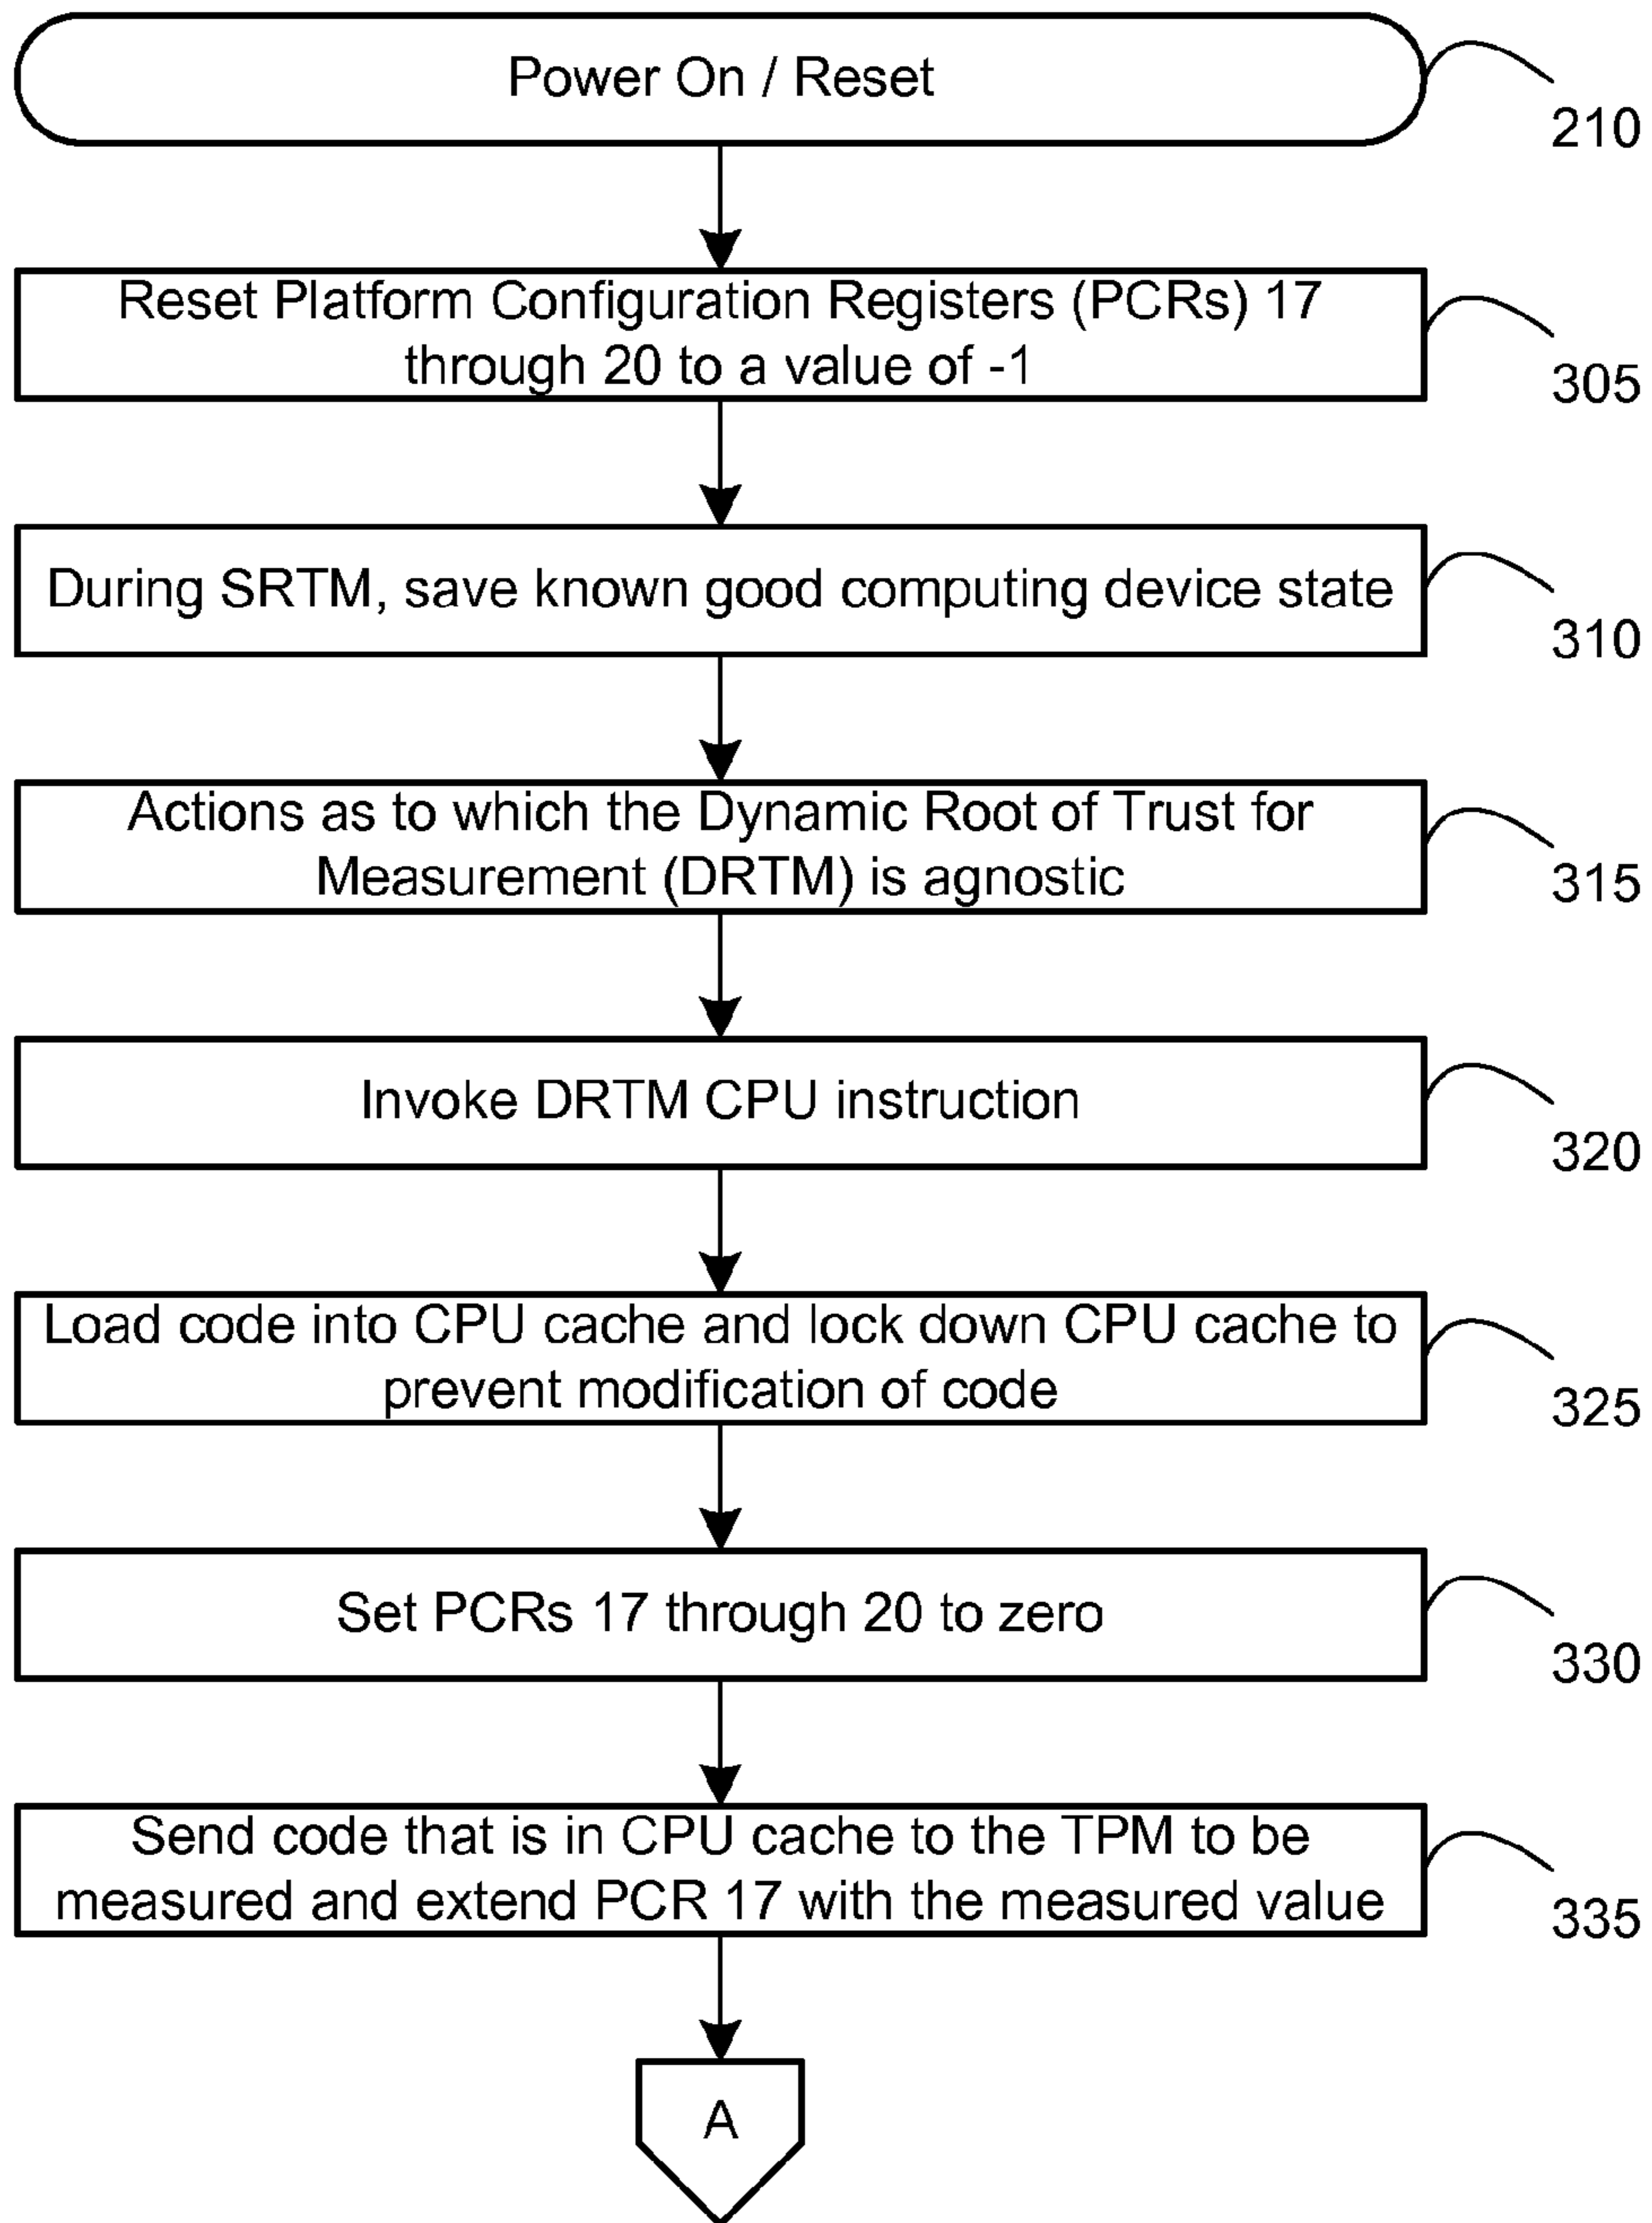 Power On / Reset
210
Reset Platform Configuration Registers (PCRs) 17
through 20 to a value of -1
305
During SRTM, save known good computing device state
310
Actions as to which the Dynamic Root of Trust for
Measurement (DRTM) is agnostic
315
Invoke DRTM CPU instruction
320
Load code into CPU cache and lock down CPU cache to
prevent modification of code
325
Set PCRs 17 through 20 to zero
330
Send code that is in CPU cache to the TPM to be
measured and extend PCR 17 with the measured value
335
A